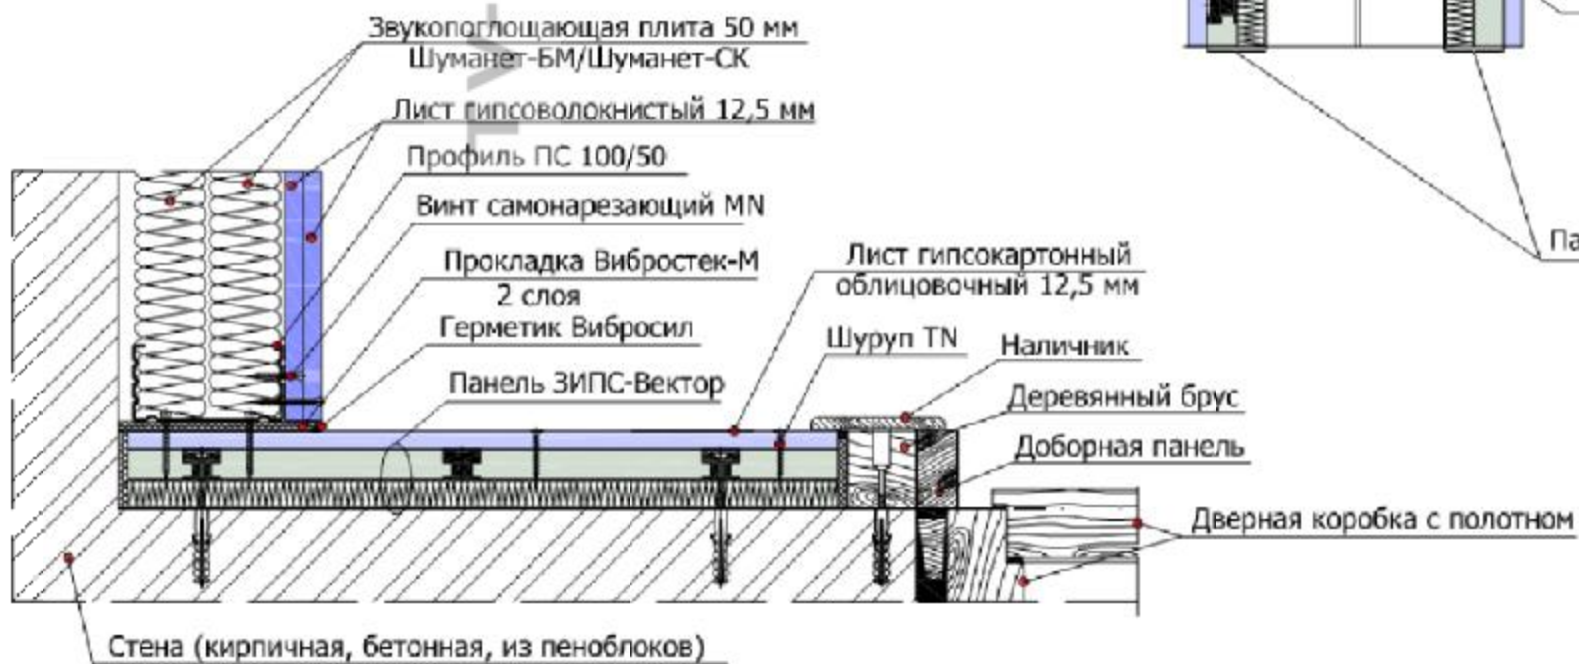 Звукопоглощающая плита 50 мм
Шуманет-БМ/Шуманет-СК
Лист гипсоволокнистый 12,5 мм
Профиль ПС 100/50
Винт самонарезающий MN
Прокладка Вибростек-М
2 слоя
Герметик Вибросил
Панель ЗИПС-Вектор
Лист гипсокартонный
облицовочный 12,5 мм
Шуруп TN
Наличник
Деревянный брус
Доборная панель
Дверная коробка с полотном
Стена (кирпичная, бетонная, из пеноблоков)
Па